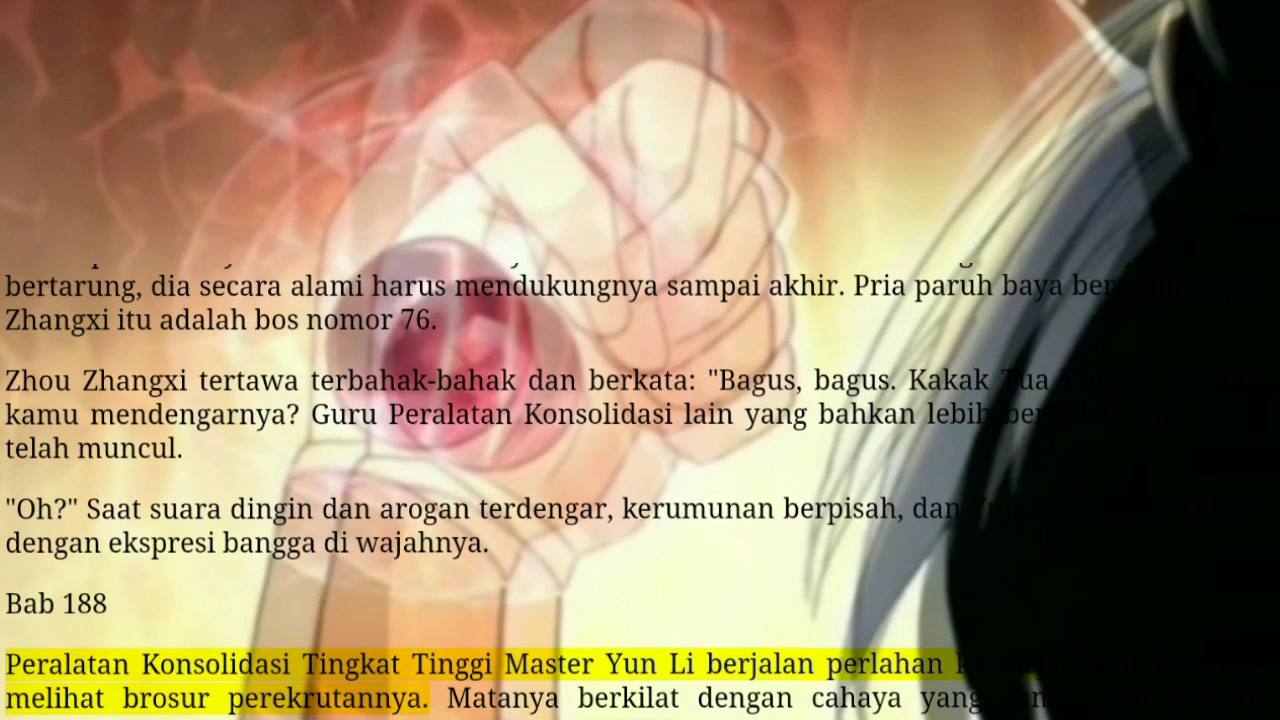 bertarung, dia secara alami harus mendukungnya sampai akhir. Pria paruh baya
Zhangxi itu adalah bos nomor 76.
Zhou Zhangxi tertawa terbahak-bahak dan berkata: "Bagus, bagus. Kakak Tua
kamu mendengarnya? Guru Peralatan Konsolidasi lain yang bahkan lebih
telah muncul.
"Oh?" Saat suara dingin dan arogan terdengar, kerumunan berpisah, dan
dengan ekspresi bangga di wajahnya.
Bab 188
Peralatan Konsolidasi Tingkat Tinggi Master Yun Li berjalan perlahan
melihat brosur perekrutannya. Matanya berkilat dengan cahaya yang